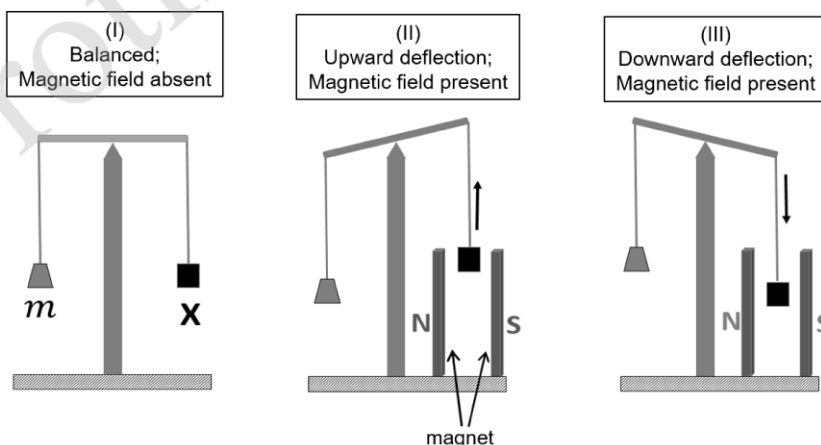 (I)
Balanced;
Magnetic field absent
(II)
Upward deflection;
Magnetic field present
(III)
Downward deflection;
Magnetic field present
m
X
N
S
N
S
magnet